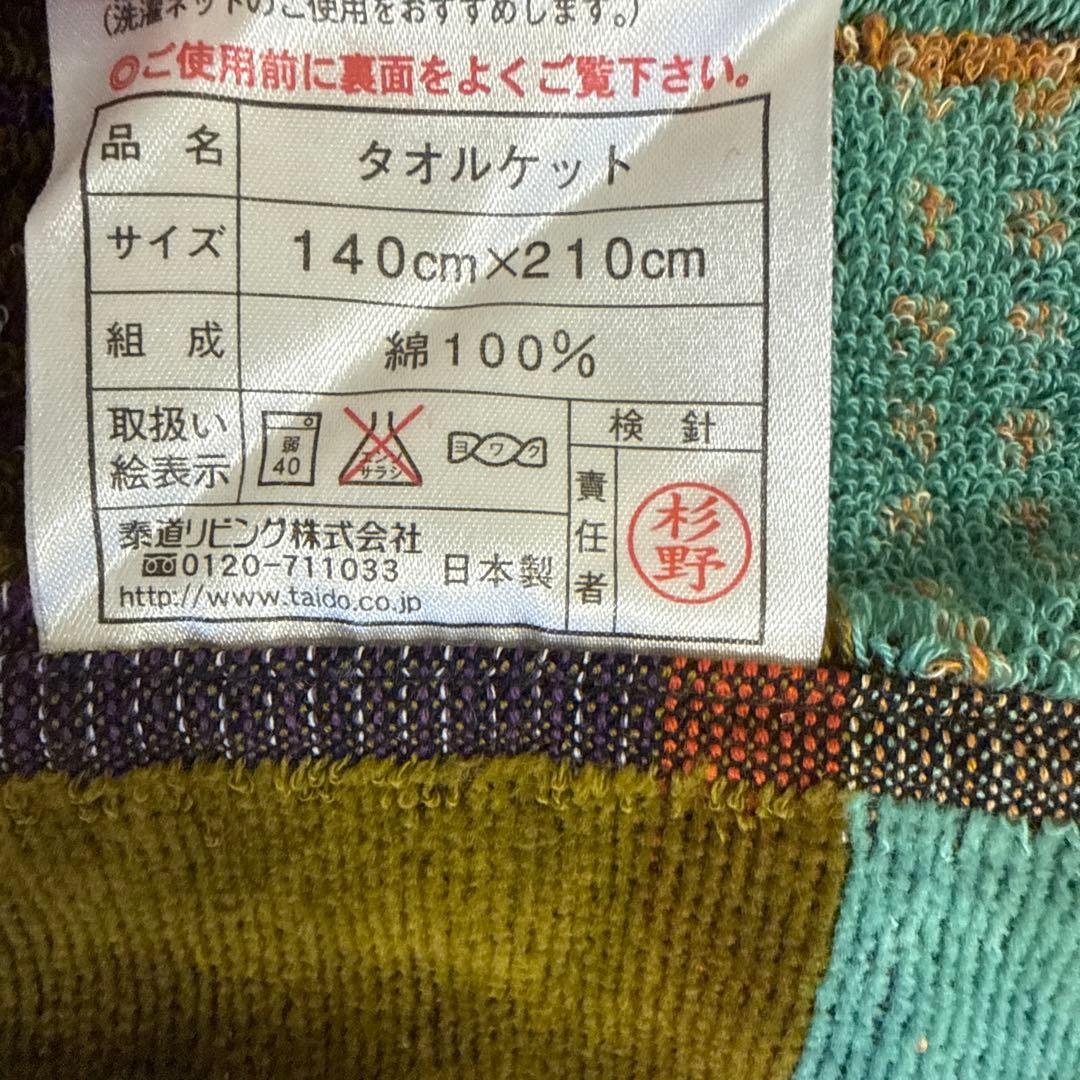 (洗濯ネットのご使用をおすすめします。)
◎ご使用前に裏面をよくご覧下さい。
品名 タオルケット
サイズ 140cm×210cm
組成 綿100%
取扱い
絵表示
弱
40
エンソ
サラシ
ヨワク
検針
責任者
杉野
泰道リビング株式会社
0120-711033 日本製
http://www.taido.co.jp